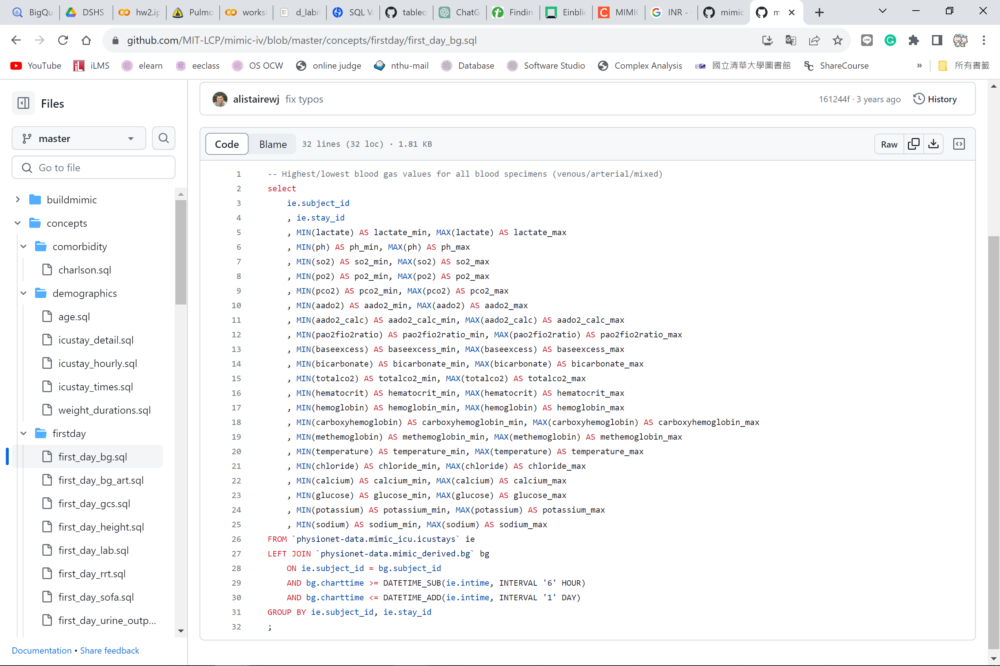 BigQu DSHS hw2.ip Pulmo works d_labi SQL Va tableo ChatG Findin Einbli MIMIC INR - mimic m
github.com/MIT-LCP/mimic-iv/blob/master/concepts/firstday/first_day_bg.sql
YouTube iLMS elearn eeclass OS OCW online judge nthu-mail Database Software Studio Complex Analysis 國立清華大學圖書館 ShareCourse » 所有書籤
Files
master
Go to file
buildmimic
concepts
comorbidity
charlson.sql
demographics
age.sql
icustay_detail.sql
icustay_hourly.sql
icustay_times.sql
weight_durations.sql
firstday
first_day_bg.sql
first_day_bg_art.sql
first_day_gcs.sql
first_day_height.sql
first_day_lab.sql
first_day_rrt.sql
first_day_sofa.sql
first_day_urine_outp...
Documentation • Share feedback
alistairewj fix typos 161244f · 3 years ago History
Code Blame 32 lines (32 loc) · 1.81 KB Raw
1 -- Highest/lowest blood gas values for all blood specimens (venous/arterial/mixed)
2 select
3 ie.subject_id
4 , ie.stay_id
5 , MIN(lactate) AS lactate_min, MAX(lactate) AS lactate_max
6 , MIN(ph) AS ph_min, MAX(ph) AS ph_max
7 , MIN(so2) AS so2_min, MAX(so2) AS so2_max
8 , MIN(po2) AS po2_min, MAX(po2) AS po2_max
9 , MIN(pco2) AS pco2_min, MAX(pco2) AS pco2_max
10 , MIN(aado2) AS aado2_min, MAX(aado2) AS aado2_max
11 , MIN(aado2_calc) AS aado2_calc_min, MAX(aado2_calc) AS aado2_calc_max
12 , MIN(pao2fio2ratio) AS pao2fio2ratio_min, MAX(pao2fio2ratio) AS pao2fio2ratio_max
13 , MIN(baseexcess) AS baseexcess_min, MAX(baseexcess) AS baseexcess_max
14 , MIN(bicarbonate) AS bicarbonate_min, MAX(bicarbonate) AS bicarbonate_max
15 , MIN(totalco2) AS totalco2_min, MAX(totalco2) AS totalco2_max
16 , MIN(hematocrit) AS hematocrit_min, MAX(hematocrit) AS hematocrit_max
17 , MIN(hemoglobin) AS hemoglobin_min, MAX(hemoglobin) AS hemoglobin_max
18 , MIN(carboxyhemoglobin) AS carboxyhemoglobin_min, MAX(carboxyhemoglobin) AS carboxyhemoglobin_max
19 , MIN(methemoglobin) AS methemoglobin_min, MAX(methemoglobin) AS methemoglobin_max
20 , MIN(temperature) AS temperature_min, MAX(temperature) AS temperature_max
21 , MIN(chloride) AS chloride_min, MAX(chloride) AS chloride_max
22 , MIN(calcium) AS calcium_min, MAX(calcium) AS calcium_max
23 , MIN(glucose) AS glucose_min, MAX(glucose) AS glucose_max
24 , MIN(potassium) AS potassium_min, MAX(potassium) AS potassium_max
25 , MIN(sodium) AS sodium_min, MAX(sodium) AS sodium_max
26 FROM `physionet-data.mimic_icu.icustays` ie
27 LEFT JOIN `physionet-data.mimic_derived.bg` bg
28 ON ie.subject_id = bg.subject_id
29 AND bg.charttime >= DATETIME_SUB(ie.intime, INTERVAL '6' HOUR)
30 AND bg.charttime <= DATETIME_ADD(ie.intime, INTERVAL '1' DAY)
31 GROUP BY ie.subject_id, ie.stay_id
32 ;